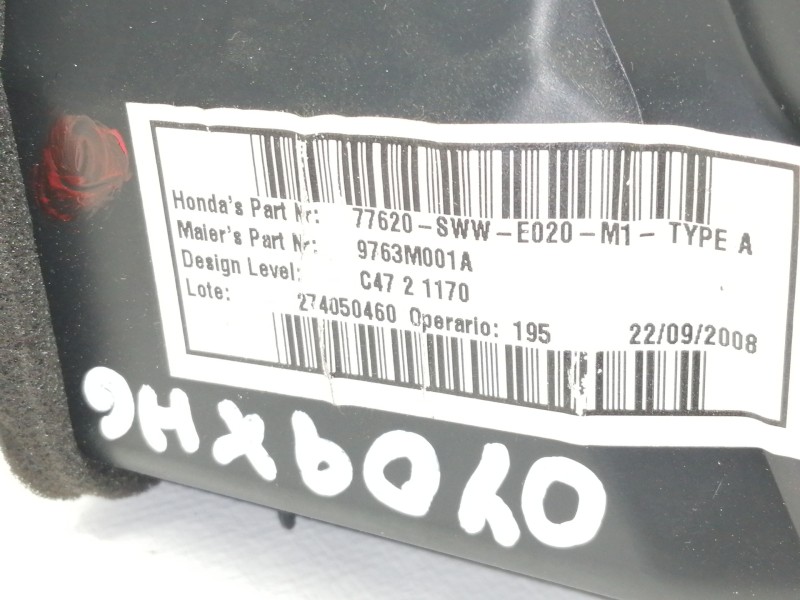 Honda's Part Nr: 77620-SWW-E020-M1- TYPE A
Maier's Part Nr: 9763M001A
Design Level: C47 2 1170
Lote: 274050460 Operario: 195 22/09/2008